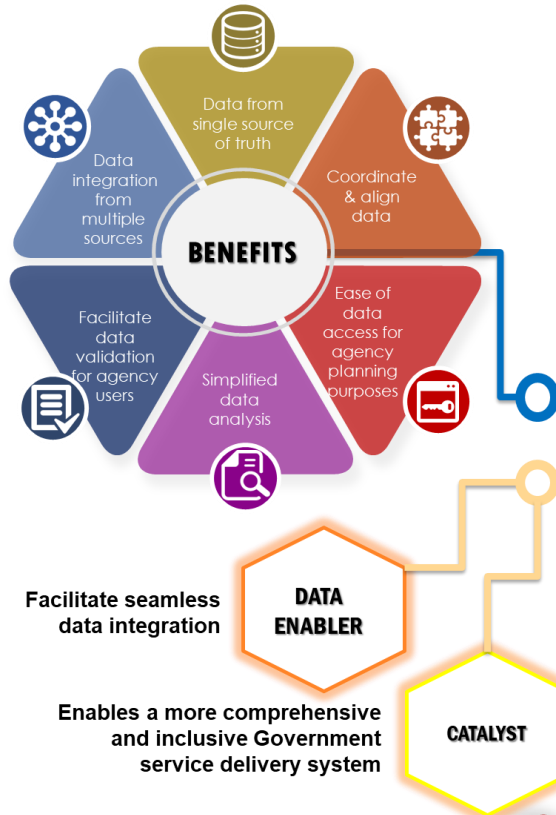 Data from
single source
of truth
Data
integration
from
multiple
sources
Coordinate
& align
data
BENEFITS
Facilitate
data
validation
for agency
users
Simplified
data
analysis
Ease of
data
access for
agency
planning
purposes
Facilitate seamless
data integration
DATA
ENABLER
Enables a more comprehensive
and inclusive Government
service delivery system
CATALYST